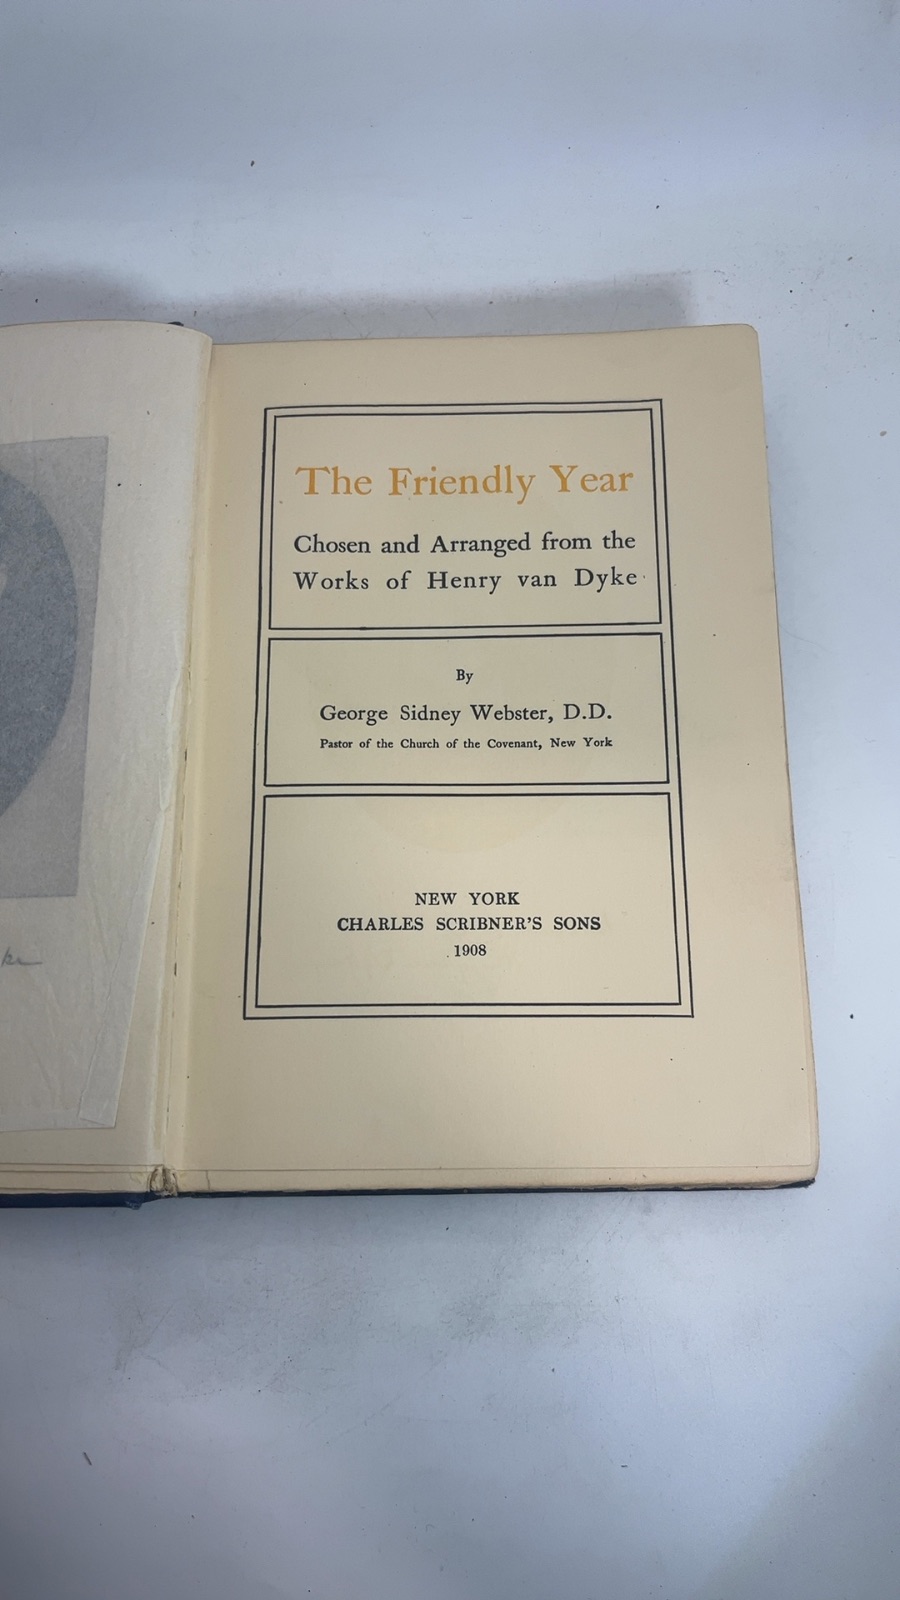 The Friendly Year
Chosen and Arranged from the
Works of Henry van Dyke
By
George Sidney Webster, D.D.
Pastor of the Church of the Covenant, New York
NEW YORK
CHARLES SCRIBNER'S SONS
1908